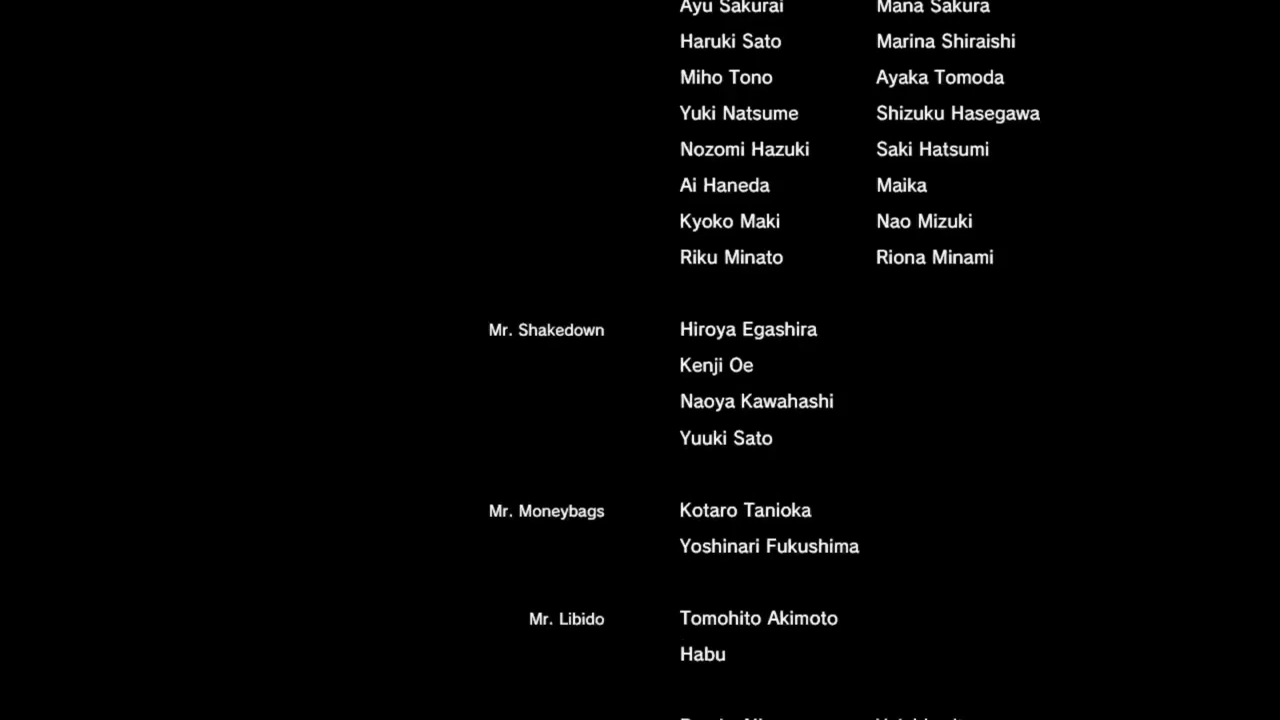 Ayu Sakurai Mana Sakura
Haruki Sato Marina Shiraishi
Miho Tono Ayaka Tomoda
Yuki Natsume Shizuku Hasegawa
Nozomi Hazuki Saki Hatsumi
Ai Haneda Maika
Kyoko Maki Nao Mizuki
Riku Minato Riona Minami
Mr. Shakedown Hiroya Egashira
Kenji Oe
Naoya Kawahashi
Yuuki Sato
Mr. Moneybags Kotaro Tanioka
Yoshinari Fukushima
Mr. Libido Tomohito Akimoto
Habu